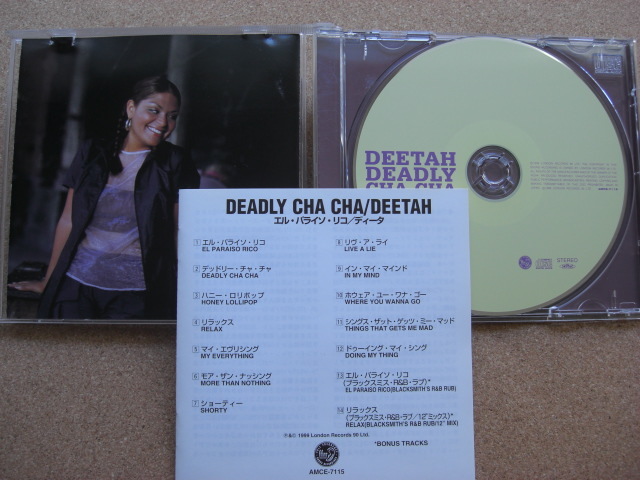 DEETAH
DEADLY
CHA CHA
STEREO
DEADLY CHA CHA/DEETAH
エル・パライソ・リコ/ディータ
1 エル・パライソ・リコ
EL PARAISO RICO
2 デッドリー・チャ・チャ
DEADLY CHA CHA
3 ハニー・ロリポップ
HONEY LOLLIPOP
4 リラックス
RELAX
5 マイ・エヴリシング
MY EVERYTHING
6 モア・ザン・ナッシング
MORE THAN NOTHING
7 ショーティー
SHORTY
8 リヴ・ア・ライ
LIVE A LIE
9 イン・マイ・マインド
IN MY MIND
10 ホウェア・ユー・ワナ・ゴー
WHERE YOU WANNA GO
11 シングス・ザット・ゲッツ・ミー・マッド
THINGS THAT GETS ME MAD
12 ドゥーイング・マイ・シング
DOING MY THING
13 エル・パライソ・リコ
(ブラックスミス・R&B・ラブ)*
EL PARAISO RICO(BLACKSMITH'S R&B RUB)
14 リラックス
(ブラックスミス・R&B・ラブ/12"ミックス)*
RELAX(BLACKSMITH'S R&B RUB/12" MIX)
℗&© 1998 London Records 90 Ltd.
*BONUS TRACKS
AMCE-7115